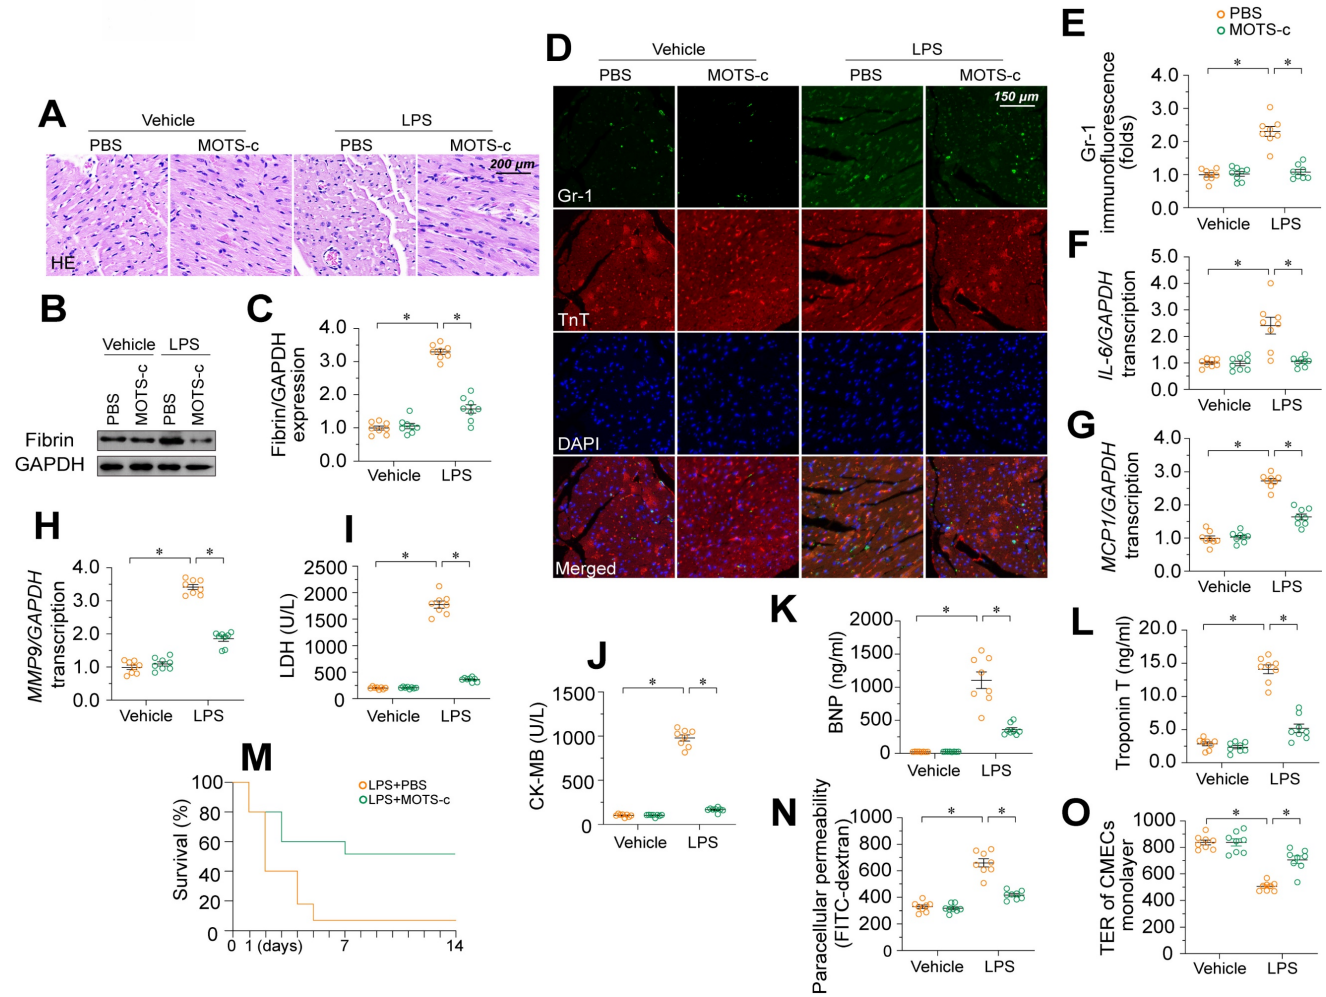 A
Vehicle LPS
PBS MOTS-c PBS MOTS-c
200 μm
HE
B
Vehicle LPS
PBS MOTS-c PBS MOTS-c
Fibrin
GAPDH
C
Fibrin/GAPDH
expression
4.0
3.0
2.0
1.0
0.0
* *
Vehicle LPS
D
Vehicle LPS
PBS MOTS-c PBS MOTS-c
150 μm
Gr-1
TnT
DAPI
Merged
PBS
MOTS-c
E
Gr-1
immunofluorescence
(folds)
4.0
3.0
2.0
1.0
0.0
* *
Vehicle LPS
F
IL-6/GAPDH
transcription
5.0
4.0
3.0
2.0
1.0
0.0
* *
Vehicle LPS
G
MCP1/GAPDH
transcription
4.0
3.0
2.0
1.0
0.0
* *
Vehicle LPS
H
MMP9/GAPDH
transcription
4.0
3.0
2.0
1.0
0.0
* *
Vehicle LPS
I
LDH (U/L)
2500
2000
1500
1000
500
0
* *
Vehicle LPS
J
CK-MB (U/L)
1500
1000
500
0
* *
Vehicle LPS
K
BNP (ng/ml)
2000
1500
1000
500
0
* *
Vehicle LPS
L
Troponin T (ng/ml)
20.0
15.0
10.0
5.0
0.0
* *
Vehicle LPS
M
Survival (%)
100
80
60
40
20
0
LPS+PBS
LPS+MOTS-c
0 1 (days) 7 14
N
Paracellular permeability
(FITC-dextran)
1000
800
600
400
200
0
* *
Vehicle LPS
O
TER of CMECs
monolayer
1000
800
600
400
200
0
* *
Vehicle LPS